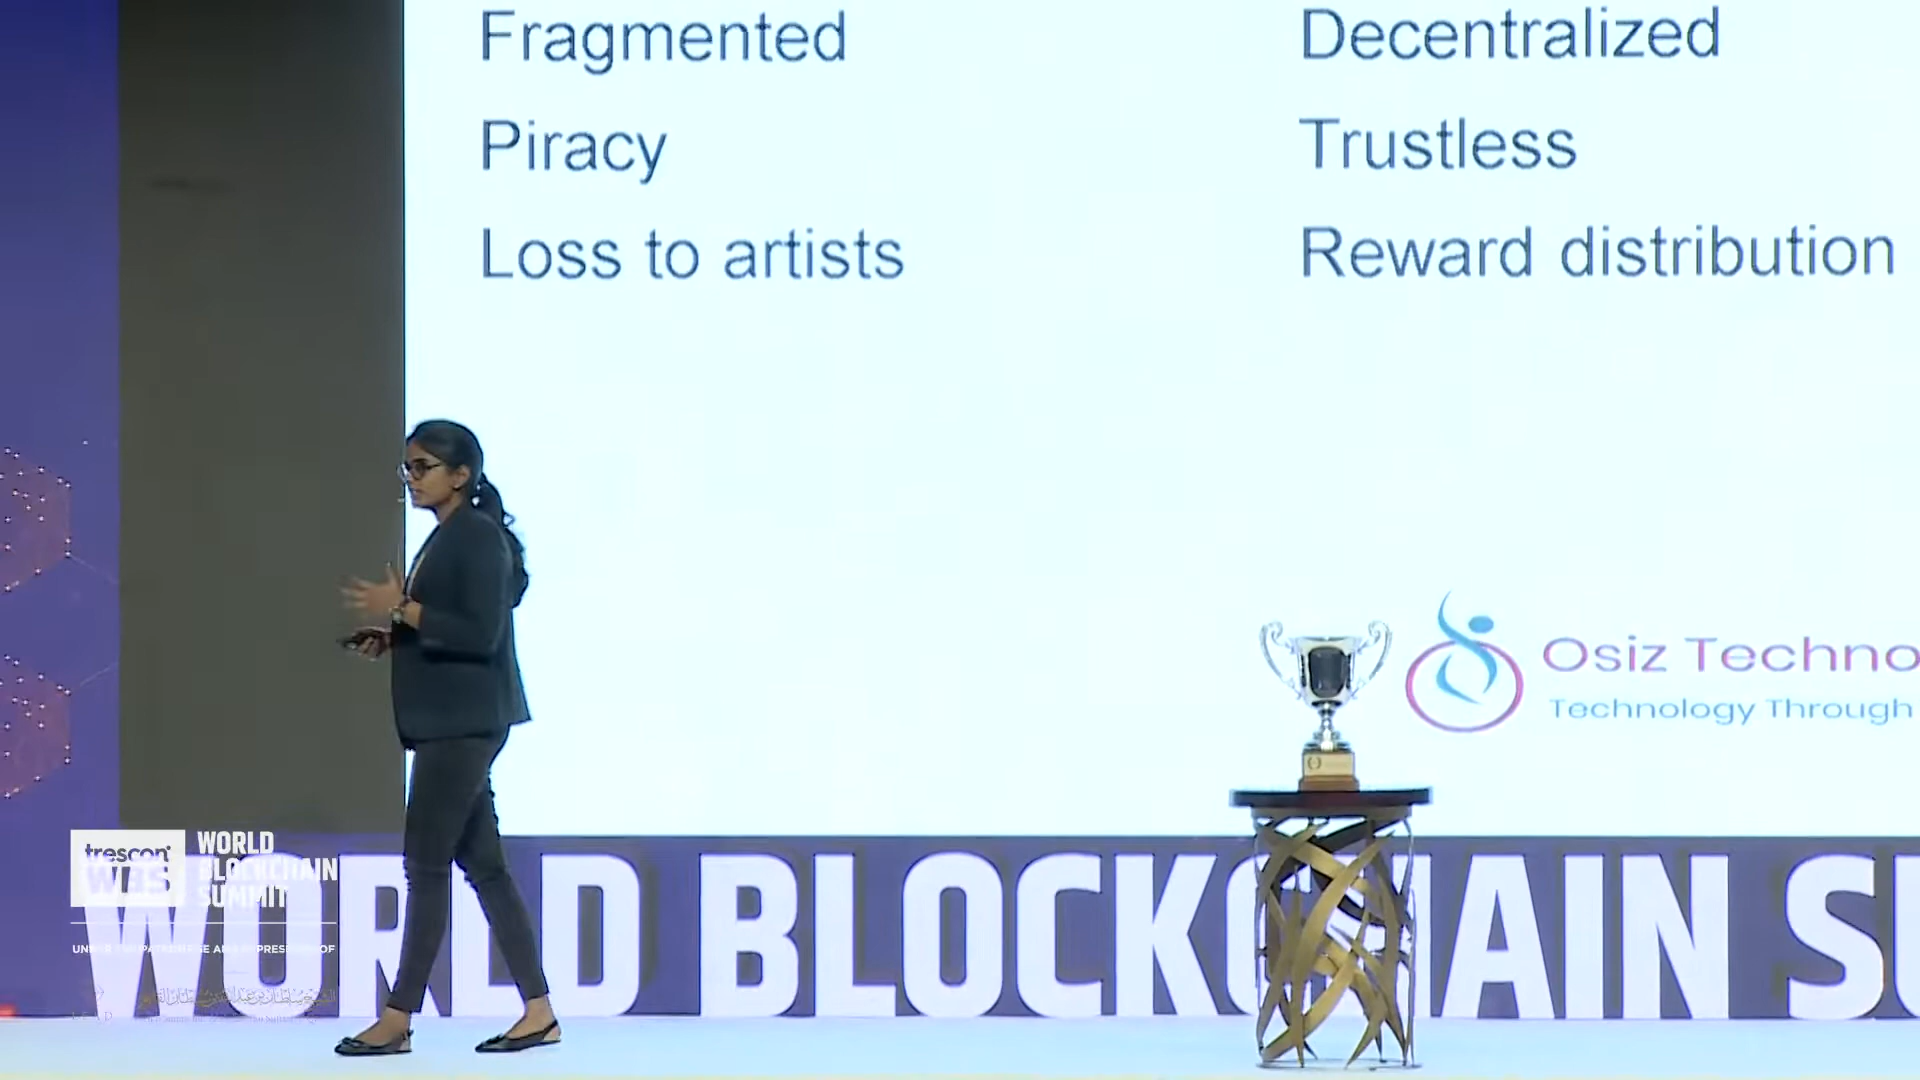 Fragmented
Decentralized
Piracy
Trustless
Loss to artists
Reward distribution
Osiz Techno
Technology Through
trescon
WBS
WORLD
BLOCKCHAIN
SUMMIT
WORLD BLOCKCHAIN SU